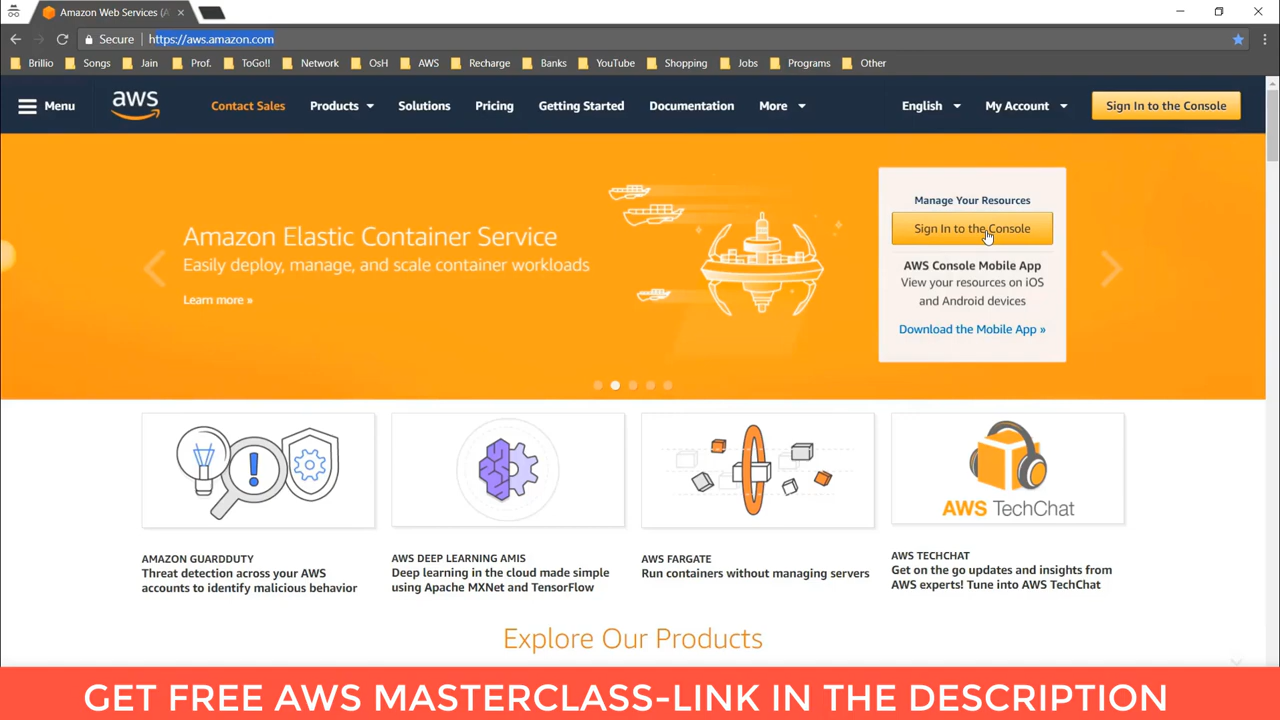 Amazon Web Services (A
Secure https://aws.amazon.com
Brillio Songs Jain Prof. ToGo!! Network OsH AWS Recharge Banks YouTube Shopping Jobs Programs Other
Menu aws Contact Sales Products Solutions Pricing Getting Started Documentation More English My Account Sign In to the Console
Amazon Elastic Container Service
Easily deploy, manage, and scale container workloads
Learn more »
Manage Your Resources
Sign In to the Console
AWS Console Mobile App
View your resources on iOS
and Android devices
Download the Mobile App »
AWS TechChat
AMAZON GUARDDUTY
Threat detection across your AWS
accounts to identify malicious behavior
AWS DEEP LEARNING AMIS
Deep learning in the cloud made simple
using Apache MXNet and TensorFlow
AWS FARGATE
Run containers without managing servers
AWS TECHCHAT
Get on the go updates and insights from
AWS experts! Tune into AWS TechChat
Explore Our Products
GET FREE AWS MASTERCLASS-LINK IN THE DESCRIPTION